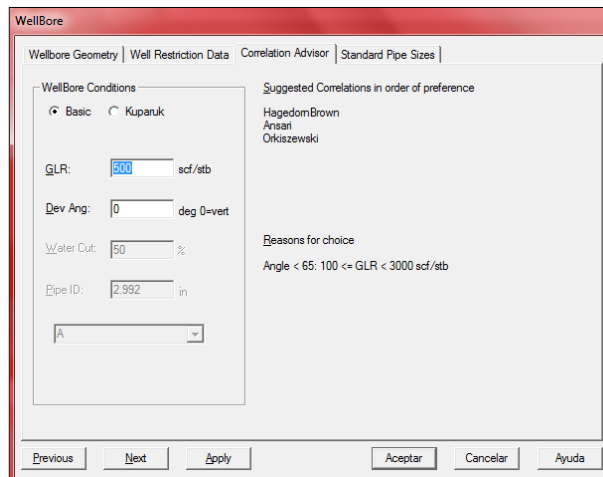 WellBore
Wellbore Geometry
Well Restriction Data
Correlation Advisor
Standard Pipe Sizes
WellBore Conditions
Basic
Kuparuk
GLR: 500 scf/stb
Dev Ang: 0 deg 0=vert
Water Cut: 50 %
Pipe ID: 2.992 in
A
Suggested Correlations in order of preference
HagedornBrown
Ansari
Orkiszewski
Reasons for choice
Angle < 65: 100 <= GLR < 3000 scf/stb
Previous
Next
Apply
Aceptar
Cancelar
Ayuda